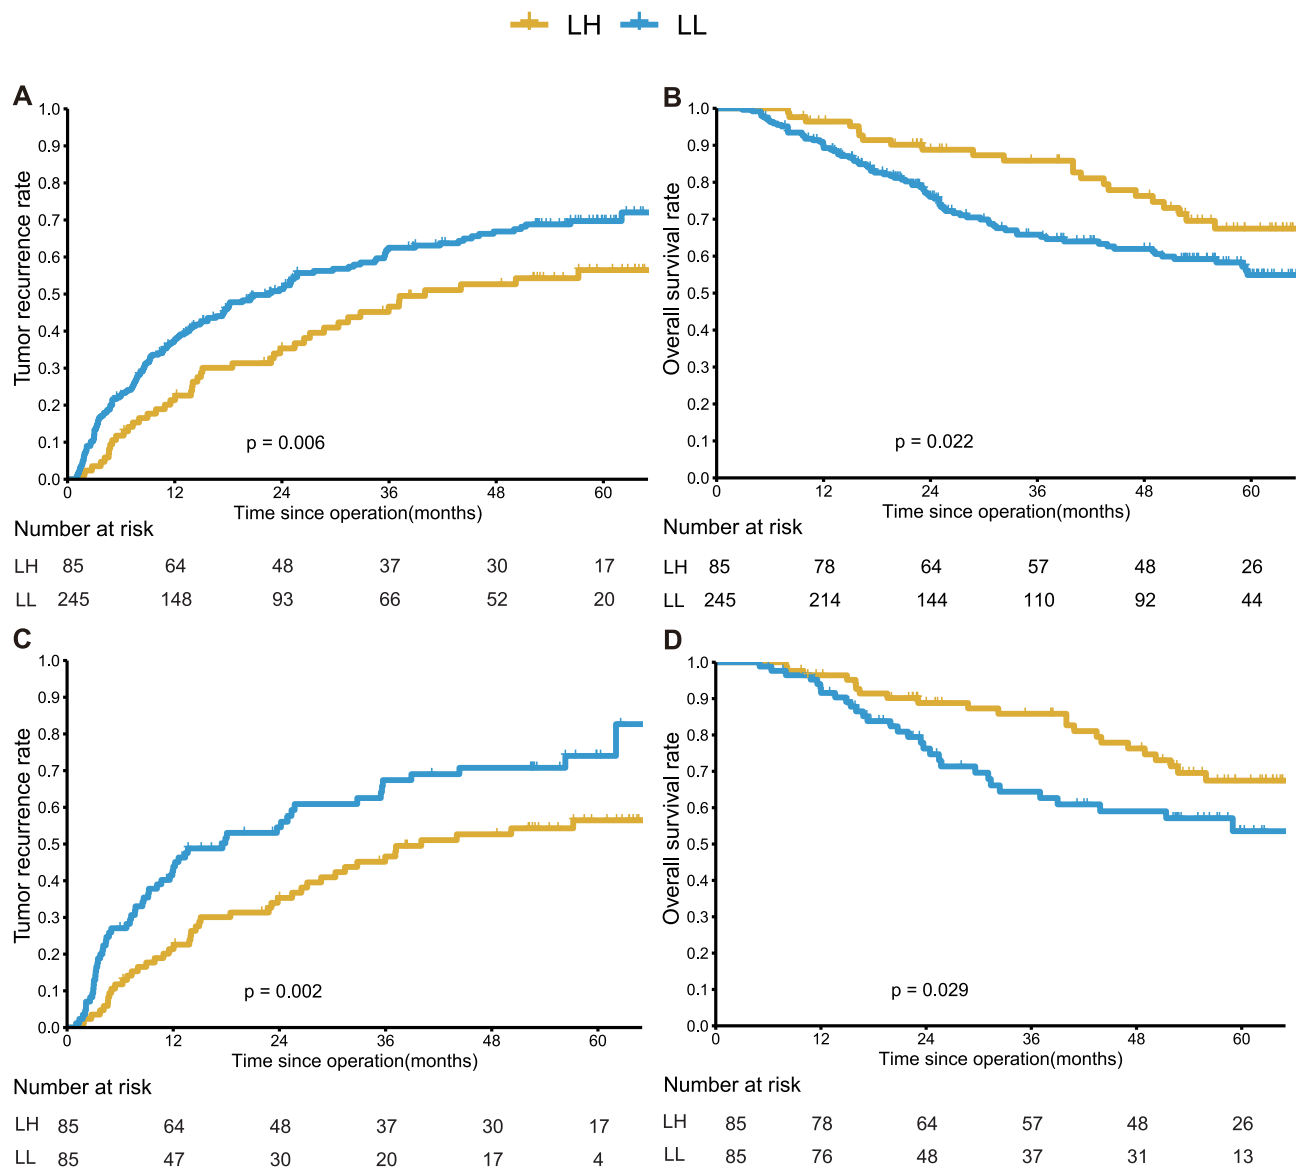 LH LL
A
1.0
0.9
0.8
0.7
0.6
0.5
0.4
0.3
0.2
0.1
0.0
Tumor recurrence rate
p = 0.006
0 12 24 36 48 60
Time since operation(months)
Number at risk
LH 85 64 48 37 30 17
LL 245 148 93 66 52 20
B
1.0
0.9
0.8
0.7
0.6
0.5
0.4
0.3
0.2
0.1
0.0
Overall survival rate
p = 0.022
0 12 24 36 48 60
Time since operation(months)
Number at risk
LH 85 78 64 57 48 26
LL 245 214 144 110 92 44
C
1.0
0.9
0.8
0.7
0.6
0.5
0.4
0.3
0.2
0.1
0.0
Tumor recurrence rate
p = 0.002
0 12 24 36 48 60
Time since operation(months)
Number at risk
LH 85 64 48 37 30 17
LL 85 47 30 20 17 4
D
1.0
0.9
0.8
0.7
0.6
0.5
0.4
0.3
0.2
0.1
0.0
Overall survival rate
p = 0.029
0 12 24 36 48 60
Time since operation(months)
Number at risk
LH 85 78 64 57 48 26
LL 85 76 48 37 31 13